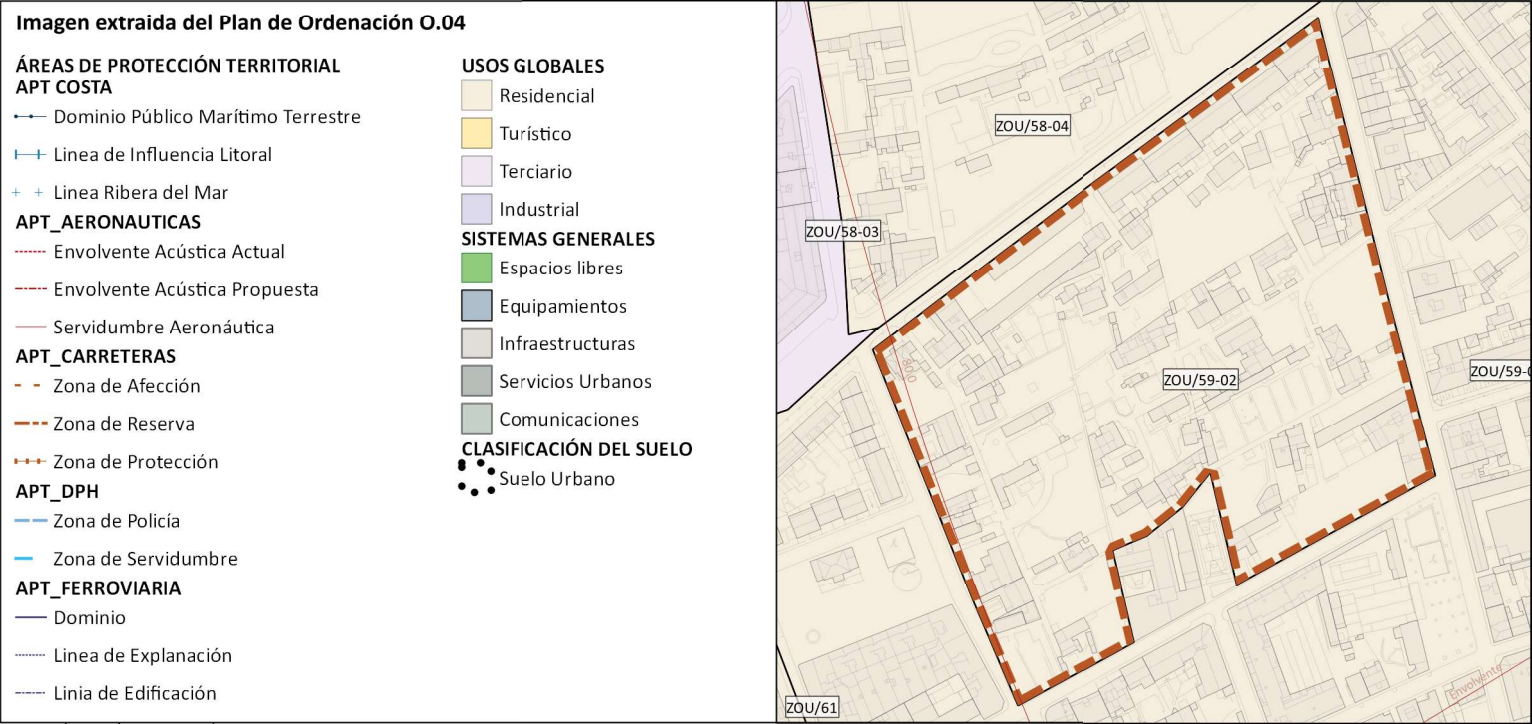 Imagen extraida del Plan de Ordenación O.04
ÁREAS DE PROTECCIÓN TERRITORIAL
APT COSTA
Dominio Público Marítimo Terrestre
Linea de Influencia Litoral
Linea Ribera del Mar
APT_AERONAUTICAS
Envolvente Acústica Actual
Envolvente Acústica Propuesta
Servidumbre Aeronáutica
APT_CARRETERAS
Zona de Afección
Zona de Reserva
Zona de Protección
APT_DPH
Zona de Policía
Zona de Servidumbre
APT_FERROVIARIA
Dominio
Linea de Explanación
Linia de Edificación
USOS GLOBALES
Residencial
Turístico
Terciario
Industrial
SISTEMAS GENERALES
Espacios libres
Equipamientos
Infraestructuras
Servicios Urbanos
Comunicaciones
CLASIFICACIÓN DEL SUELO
Suelo Urbano
ZOU/58-04
ZOU/58-03
ZOU/59-02
ZOU/59-0
ZOU/61
Envolvente